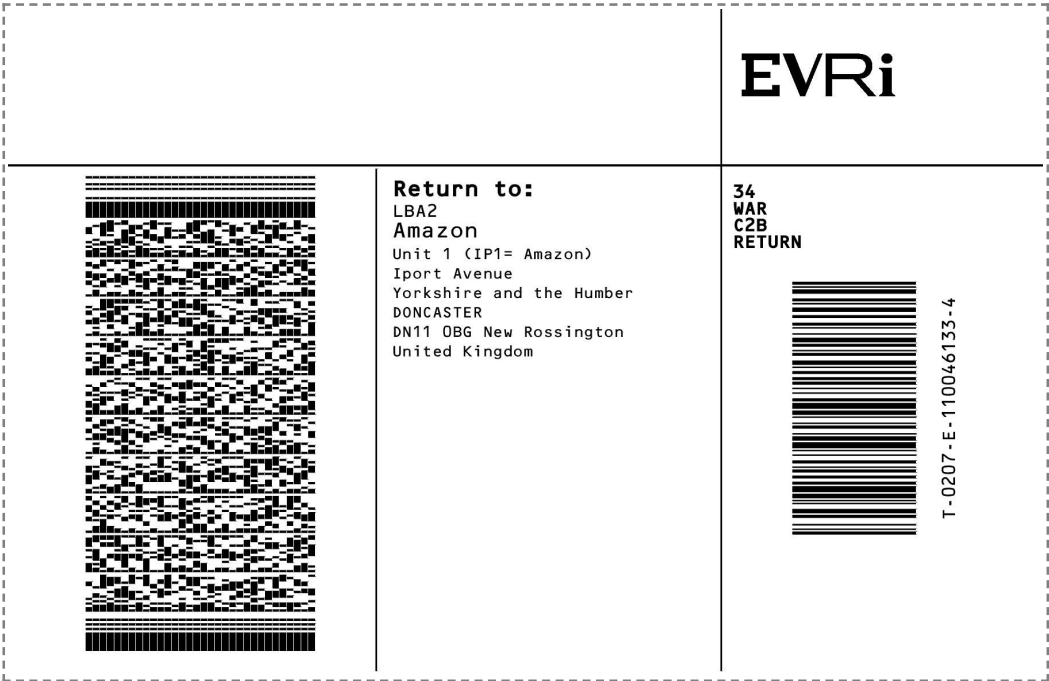 EVRi
Return to:
LBA2
Amazon
Unit 1 (IP1= Amazon)
Iport Avenue
Yorkshire and the Humber
DONCASTER
DN11 0BG New Rossington
United Kingdom
34
WAR
C2B
RETURN
T-0207-E-110046133-4